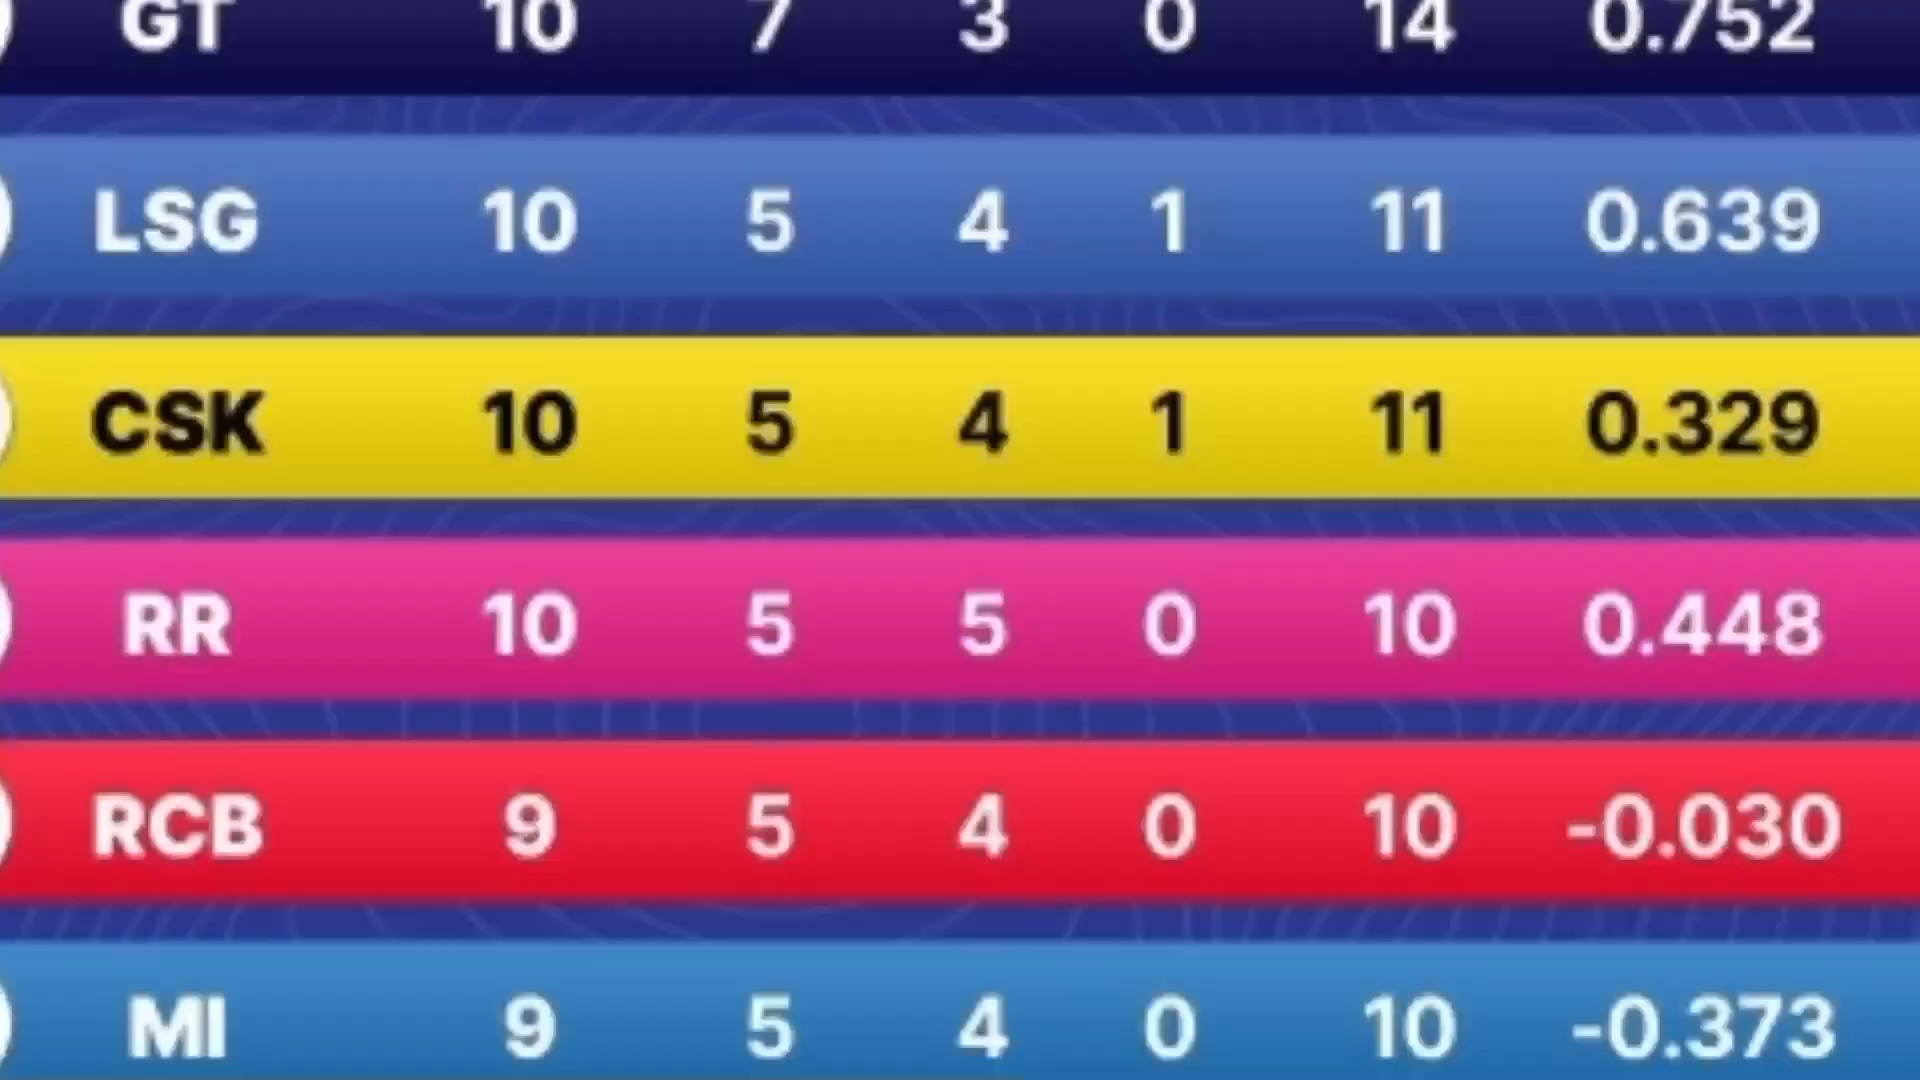 GT 10 7 3 0 14 0.752
LSG 10 5 4 1 11 0.639
CSK 10 5 4 1 11 0.329
RR 10 5 5 0 10 0.448
RCB 9 5 4 0 10 -0.030
MI 9 5 4 0 10 -0.373